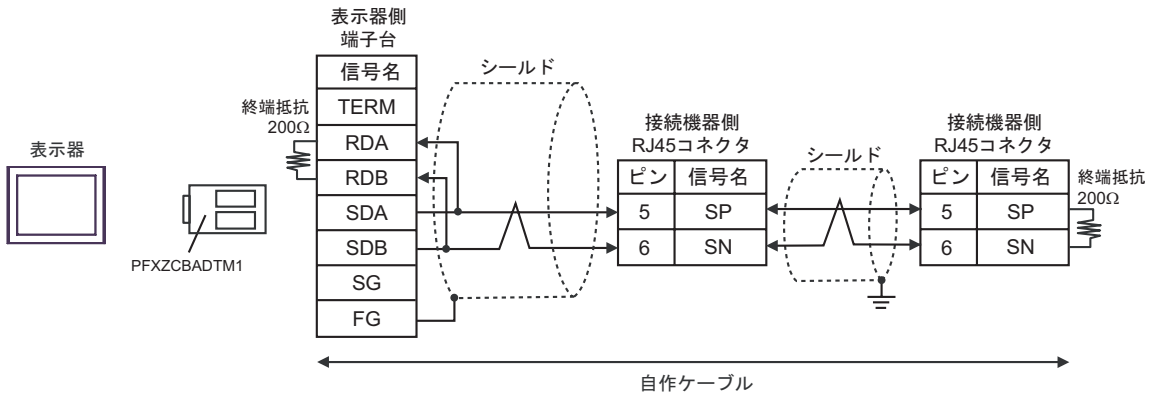 表示器
PFXZCBADTM1
表示器側
端子台
信号名
TERM
RDA
RDB
SDA
SDB
SG
FG
終端抵抗
200Ω
シールド
接続機器側
RJ45コネクタ
ピン 信号名
5 SP
6 SN
シールド
接続機器側
RJ45コネクタ
ピン 信号名
5 SP
6 SN
終端抵抗
200Ω
自作ケーブル